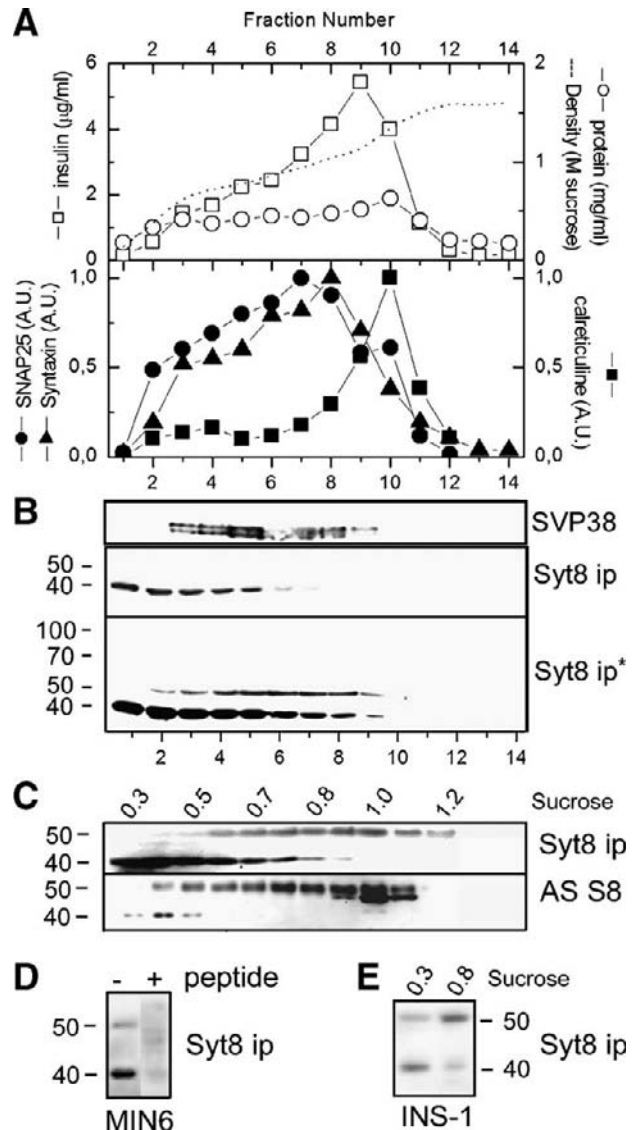 A
Fraction Number
2 4 6 8 10 12 14
—□— insulin (µg/ml)
6
4
2
0
2
1
0
---- Density (M sucrose)
—○— protein (mg/ml)
—●— SNAP25 (A.U.)
—▲— Syntaxin (A.U.)
1,0
0,5
0,0
1,0
0,5
0,0
calreticuline (A.U.)
—■—
2 4 6 8 10 12 14
B
SVP38
50 –
40 –
Syt8 ip
100 –
70 –
50 –
40 –
Syt8 ip*
2 4 6 8 10 12 14
C
0.3 0.5 0.7 0.8 1.0 1.2 Sucrose
50 –
40 –
Syt8 ip
50 –
40 –
AS S8
D
- + peptide
50 –
40 –
Syt8 ip
MIN6
E
0.3 0.8 Sucrose
– 50
– 40
Syt8 ip
INS-1